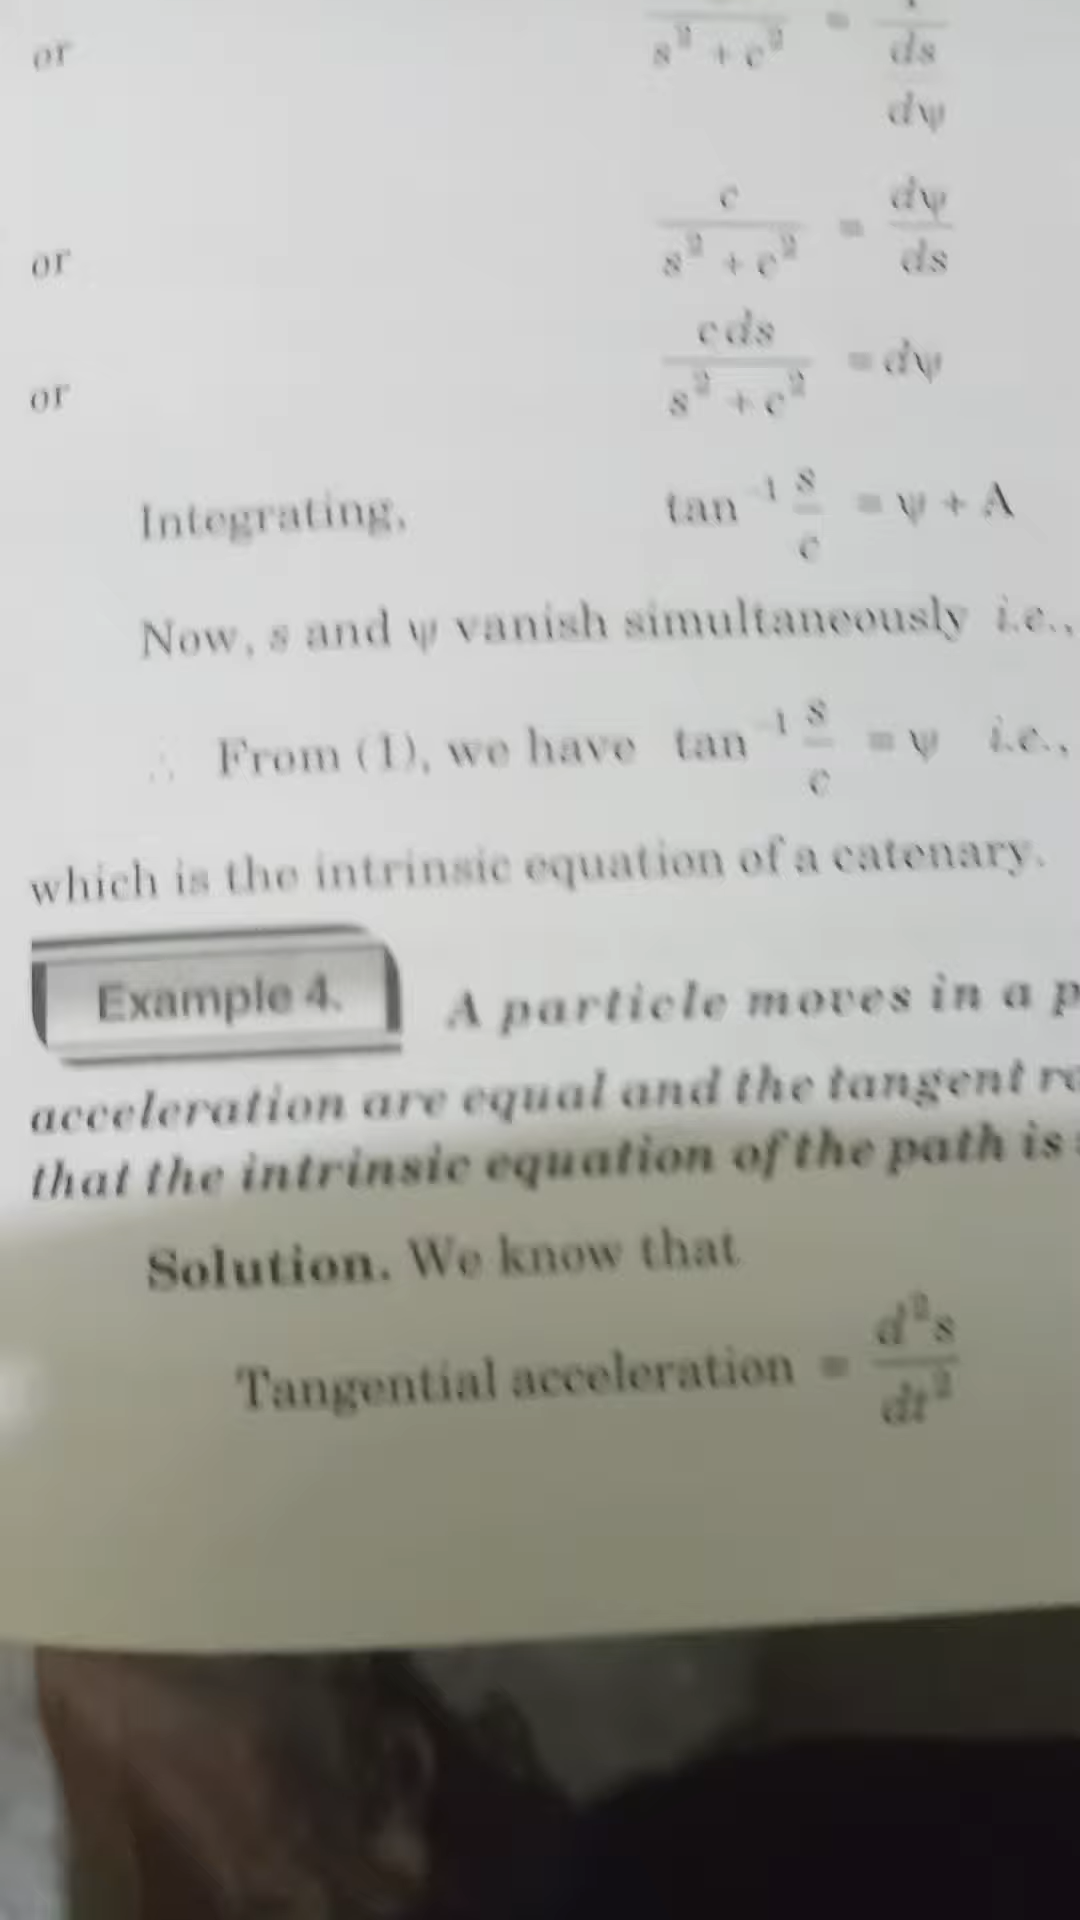 or s² + c² = ds/dψ
or c/(s² + c²) = dψ/ds
or c ds/(s² + c²) = dψ
Integrating, tan⁻¹ s/c = ψ + A
Now, s and ψ vanish simultaneously i.e.,
∴ From (1), we have tan⁻¹ s/c = ψ i.e.,
which is the intrinsic equation of a catenary.
Example 4. A particle moves in a p
acceleration are equal and the tangent
that the intrinsic equation of the path is
Solution. We know that
Tangential acceleration = d²s/dt²